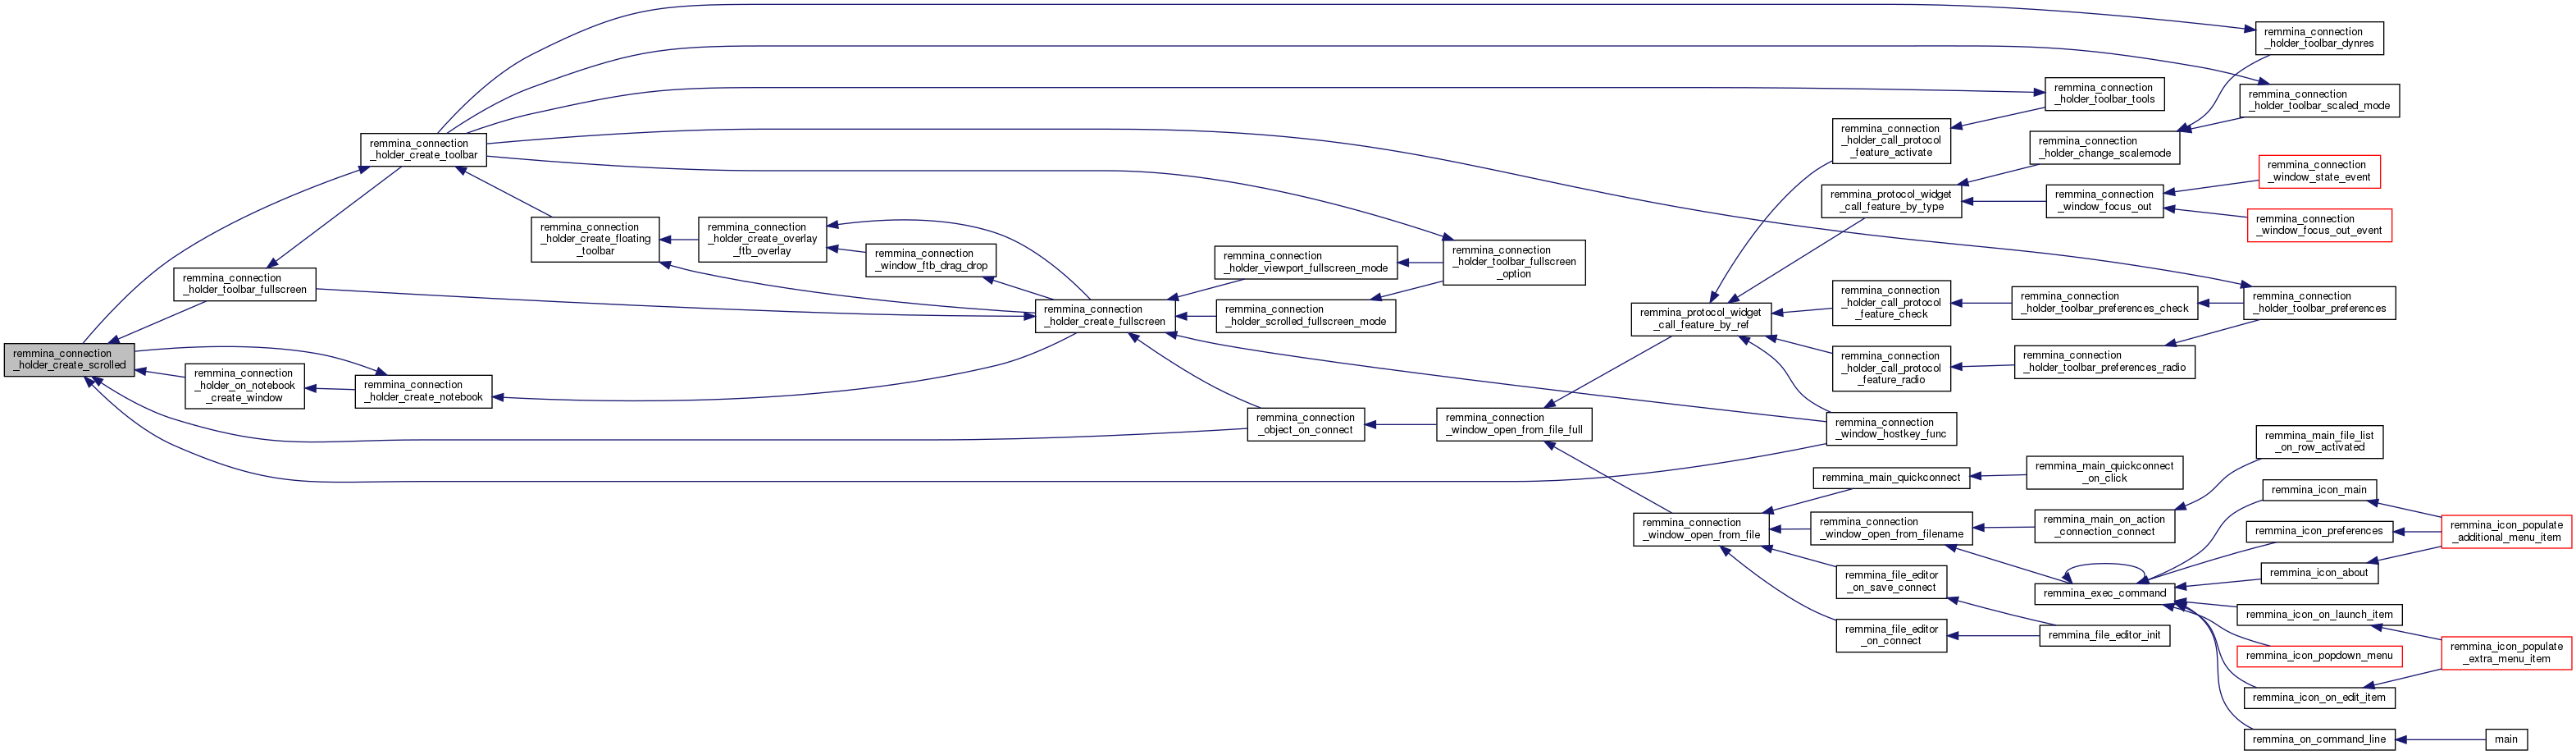 remmina_connection
_holder_create_scrolled
remmina_connection
_holder_create_toolbar
remmina_connection
_holder_toolbar_fullscreen
remmina_connection
_holder_on_notebook
_create_window
remmina_connection
_holder_create_notebook
remmina_connection
_holder_create_floating
_toolbar
remmina_connection
_holder_create_overlay
_ftb_overlay
remmina_connection
_window_ftb_drag_drop
remmina_connection
_holder_create_fullscreen
remmina_connection
_holder_viewport_fullscreen_mode
remmina_connection
_holder_scrolled_fullscreen_mode
remmina_connection
_holder_toolbar_fullscreen
_option
remmina_connection
_object_on_connect
remmina_connection
_window_open_from_file_full
remmina_protocol_widget
_call_feature_by_ref
remmina_connection
_window_open_from_file
remmina_connection
_holder_call_protocol
_feature_activate
remmina_protocol_widget
_call_feature_by_type
remmina_connection
_holder_call_protocol
_feature_check
remmina_connection
_holder_call_protocol
_feature_radio
remmina_connection
_window_hostkey_func
remmina_main_quickconnect
remmina_connection
_window_open_from_filename
remmina_file_editor
_on_save_connect
remmina_file_editor
_on_connect
remmina_connection
_holder_toolbar_tools
remmina_connection
_holder_change_scalemode
remmina_connection
_window_focus_out
remmina_connection
_holder_toolbar_preferences_check
remmina_connection
_holder_toolbar_preferences_radio
remmina_main_quickconnect
_on_click
remmina_main_on_action
_connection_connect
remmina_exec_command
remmina_file_editor_init
remmina_connection
_holder_toolbar_dynres
remmina_connection
_holder_toolbar_scaled_mode
remmina_connection
_window_state_event
remmina_connection
_window_focus_out_event
remmina_connection
_holder_toolbar_preferences
remmina_main_file_list
_on_row_activated
remmina_icon_main
remmina_icon_preferences
remmina_icon_about
remmina_icon_on_launch_item
remmina_icon_popdown_menu
remmina_icon_on_edit_item
remmina_on_command_line
remmina_icon_populate
_additional_menu_item
remmina_icon_populate
_extra_menu_item
main